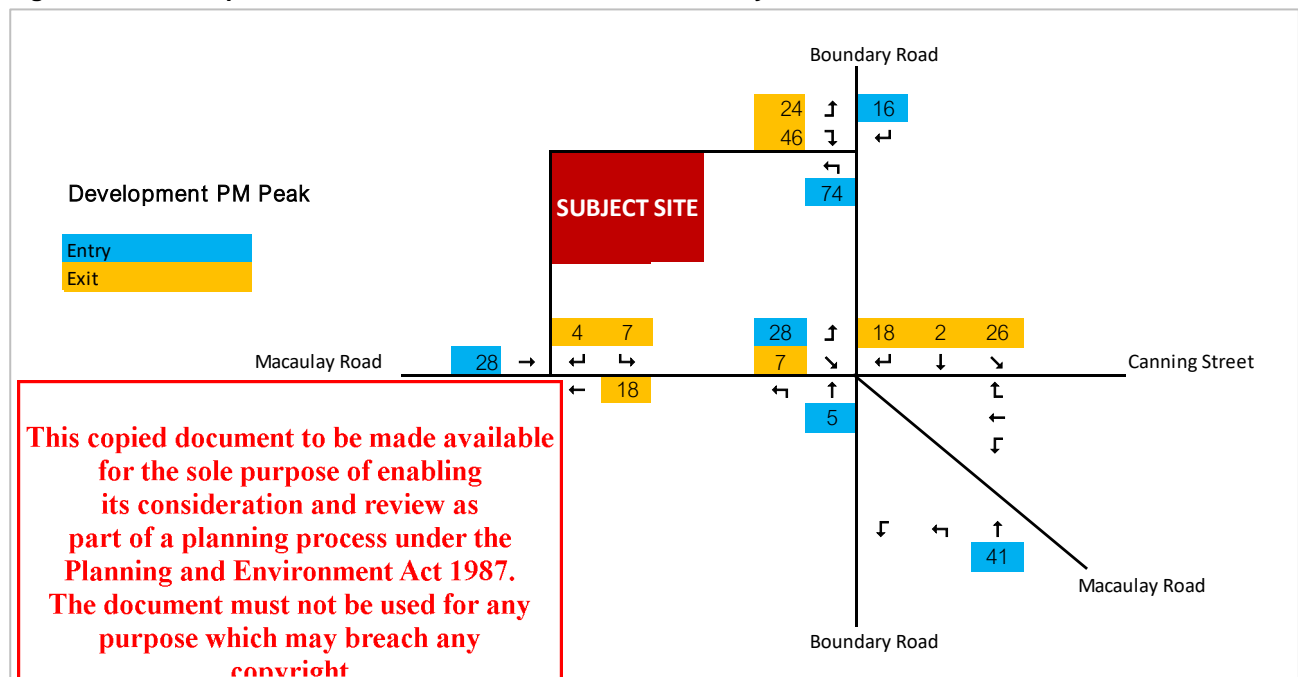 Boundary Road
24 16
46
74
Development PM Peak
SUBJECT SITE
Entry
Exit
4 7 28 18 2 26
Macaulay Road 28 7 Canning Street
18
5
This copied document to be made available
for the sole purpose of enabling
its consideration and review as
part of a planning process under the
Planning and Environment Act 1987.
The document must not be used for any
purpose which may breach any
copyright
41
Macaulay Road
Boundary Road